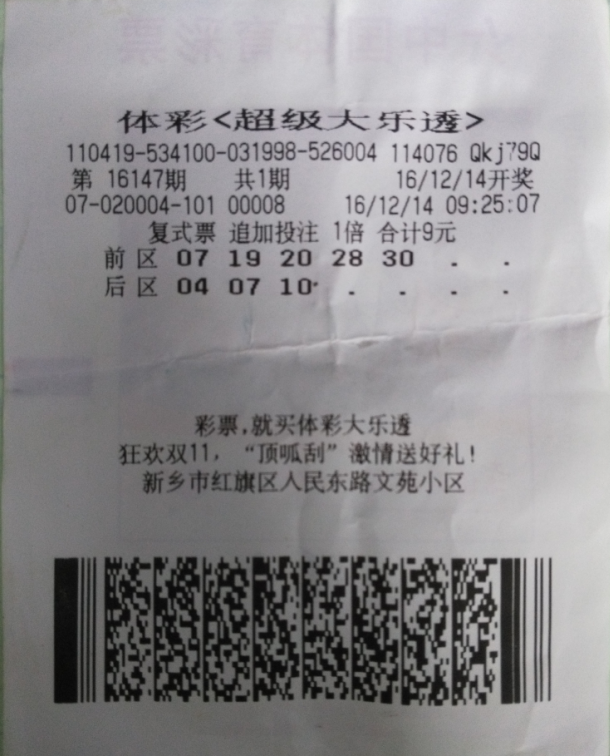 体彩<超级大乐透>
110419-534100-031998-526004 114076 Qkj?9Q
第 16147期 共1期 16/12/14开奖
07-020004-101 00008 16/12/14 09:25:07
复式票 追加投注 1倍 合计9元
前区 07 19 20 28 30 . .
后区 04 07 10 . . . . .
彩票,就买体彩大乐透
狂欢双11, “顶呱刮”激情送好礼!
新乡市红旗区人民东路文苑小区